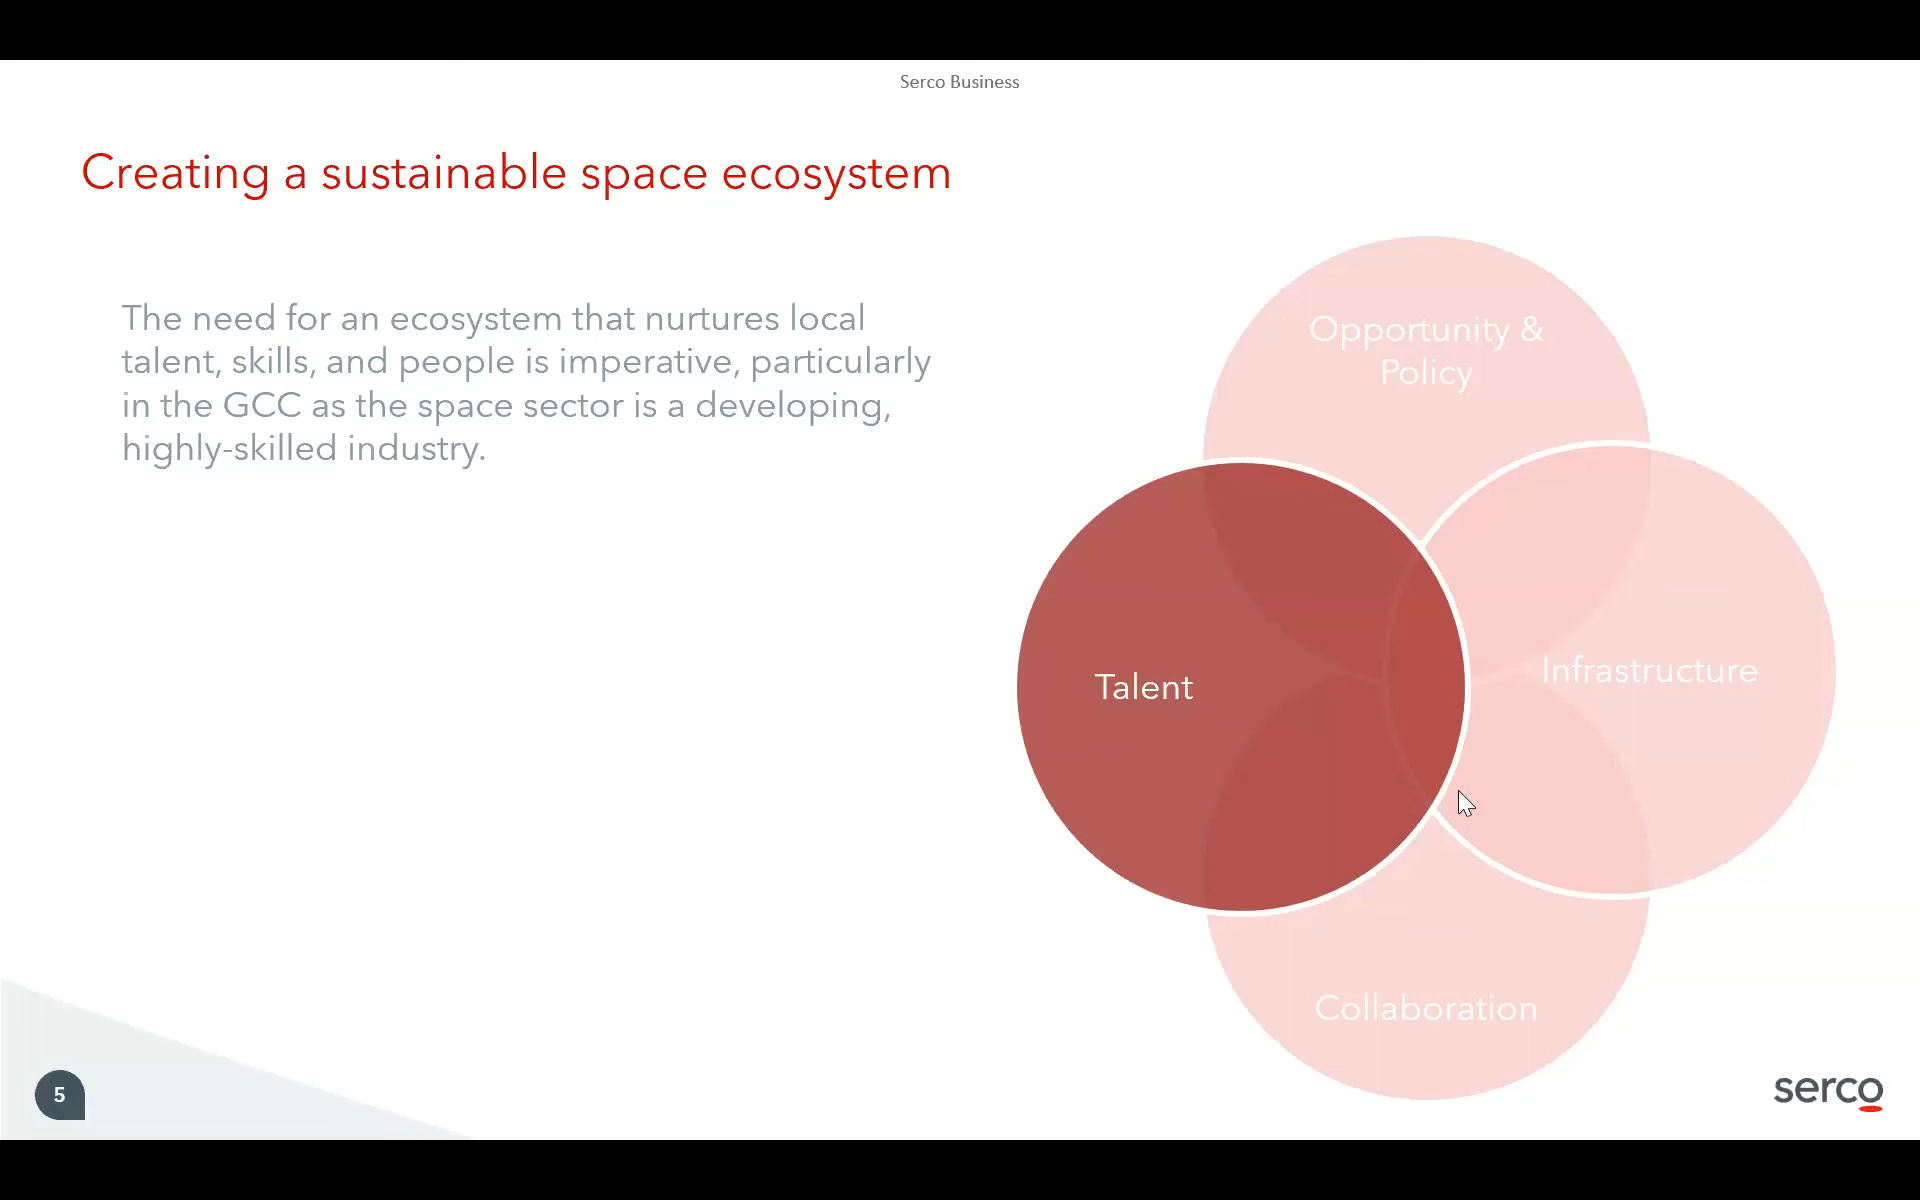 Serco Business
Creating a sustainable space ecosystem
The need for an ecosystem that nurtures local
talent, skills, and people is imperative, particularly
in the GCC as the space sector is a developing,
highly-skilled industry.
Opportunity &
Policy
Talent
Infrastructure
Collaboration
5
serco